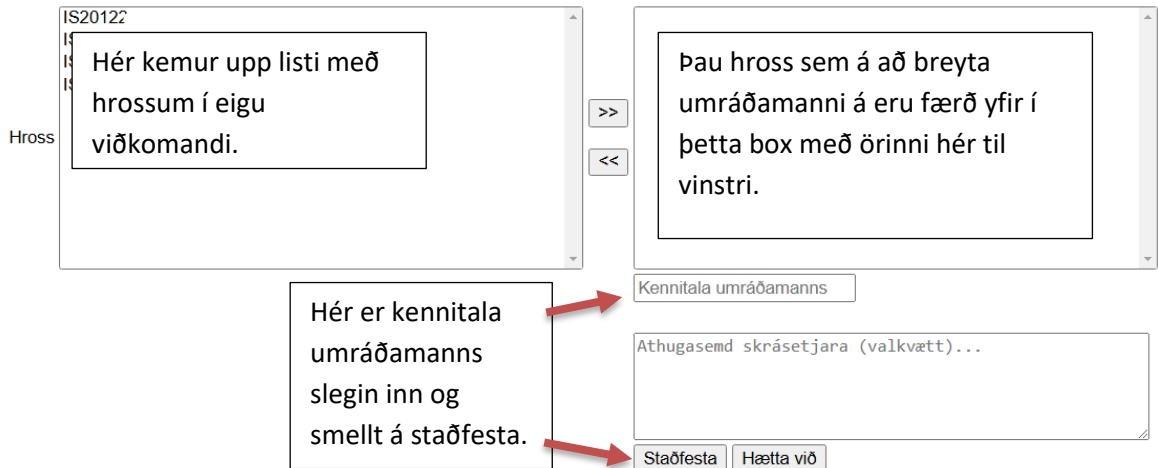 IS20122
Hér kemur upp listi með
hrossum í eigu
viðkomandi.
Hross
>>
<<
Þau hross sem á að breyta
umráðamanni á eru færð yfir í
þetta box með örinni hér til
vinstri.
Kennitala umráðamanns
Hér er kennitala
umráðamanns
slegin inn og
smellt á staðfesta.
Athugasemd skrásetjara (valkvætt)...
Staðfesta Hætta við